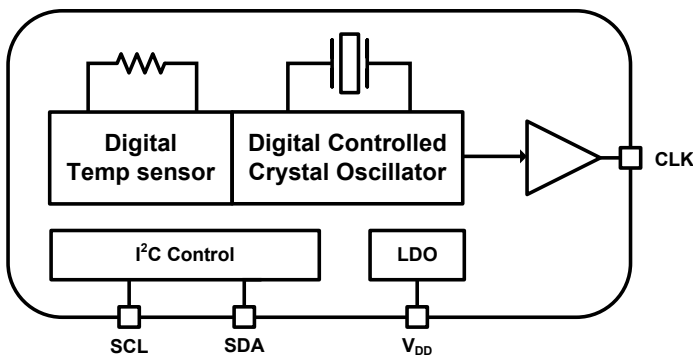 Digital
Temp sensor
Digital Controlled
Crystal Oscillator
CLK
I²C Control
LDO
SCL
SDA
V_DD